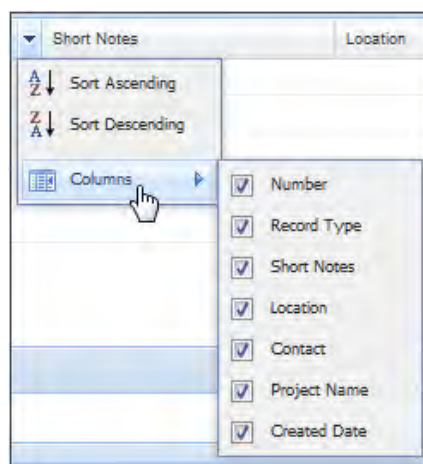 Short Notes Location
A Z Sort Ascending
Z A Sort Descending
Columns
Number
Record Type
Short Notes
Location
Contact
Project Name
Created Date